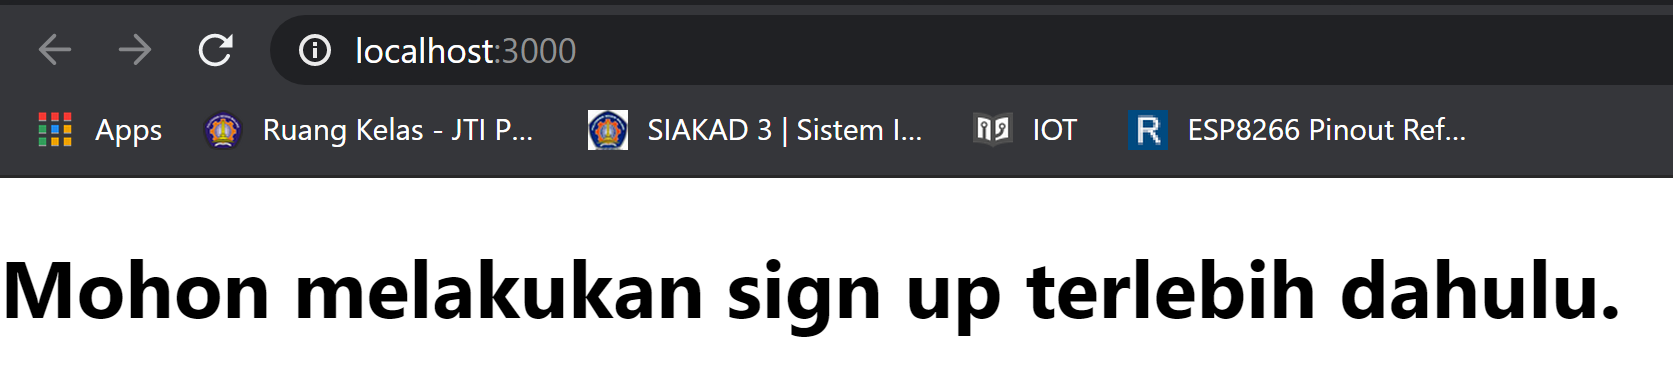 localhost:3000
Apps Ruang Kelas - JTI P... SIAKAD 3 | Sistem I... IOT R ESP8266 Pinout Ref...
Mohon melakukan sign up terlebih dahulu.